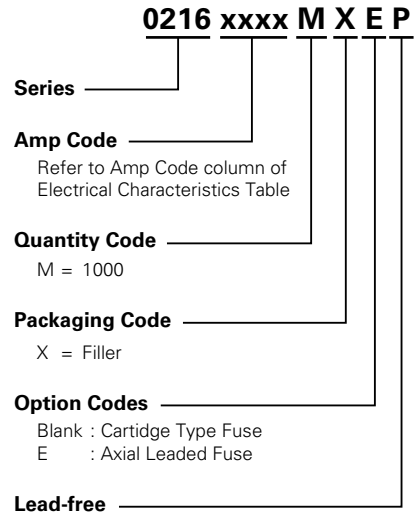 0216 xxxx M X E P
Series
Amp Code
Refer to Amp Code column of
Electrical Characteristics Table
Quantity Code
M = 1000
Packaging Code
X = Filler
Option Codes
Blank : Cartidge Type Fuse
E : Axial Leaded Fuse
Lead-free